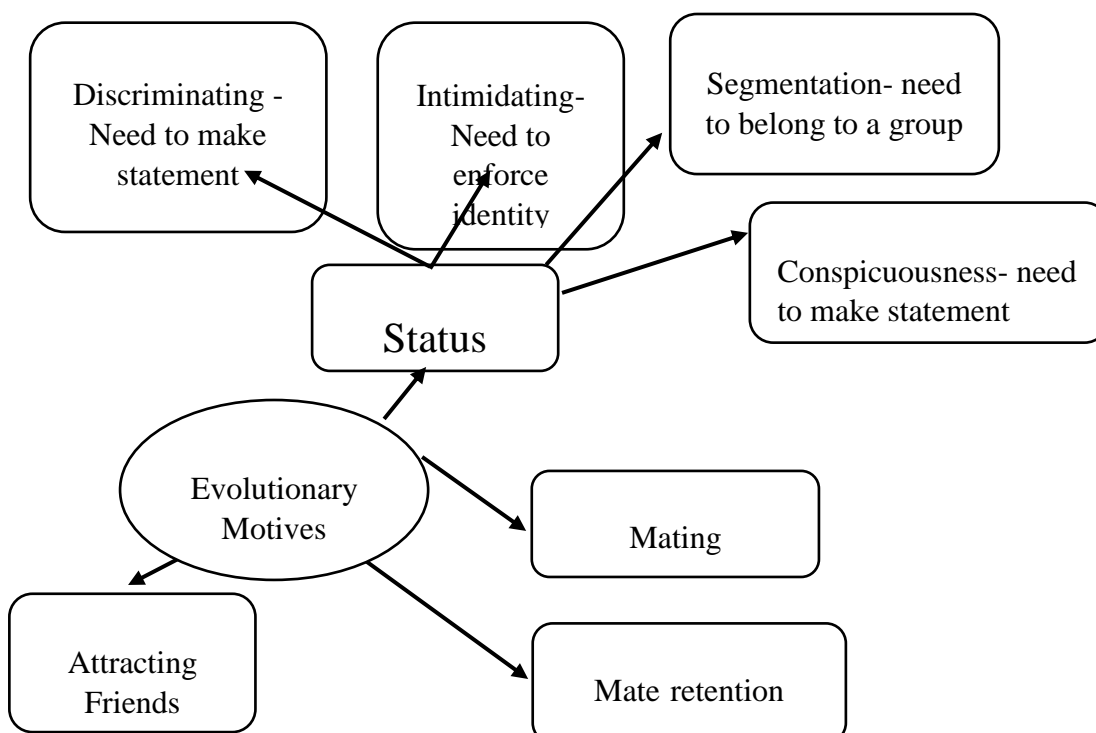 Discriminating -
Need to make
statement
Intimidating-
Need to
enforce
identity
Segmentation- need
to belong to a group
Conspicuousness- need
to make statement
Status
Evolutionary
Motives
Mating
Attracting
Friends
Mate retention